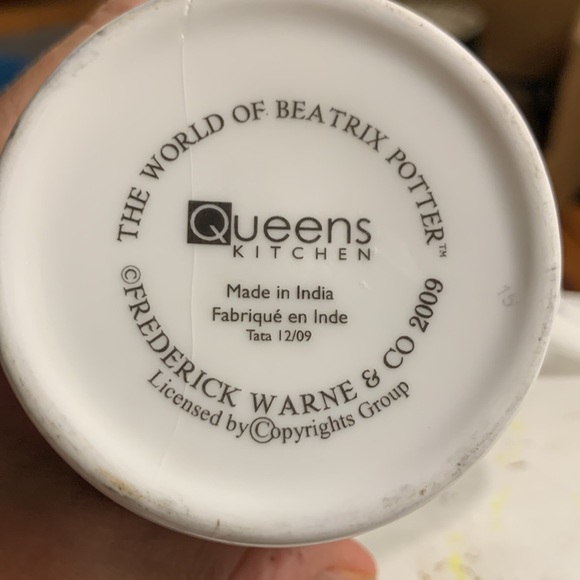 THE WORLD OF BEATRIX POTTER™
Queens
KITCHEN
Made in India
Fabriqué en Inde
Tata 12/09
©FREDERICK WARNE & CO 2009
Licensed by Copyrights Group